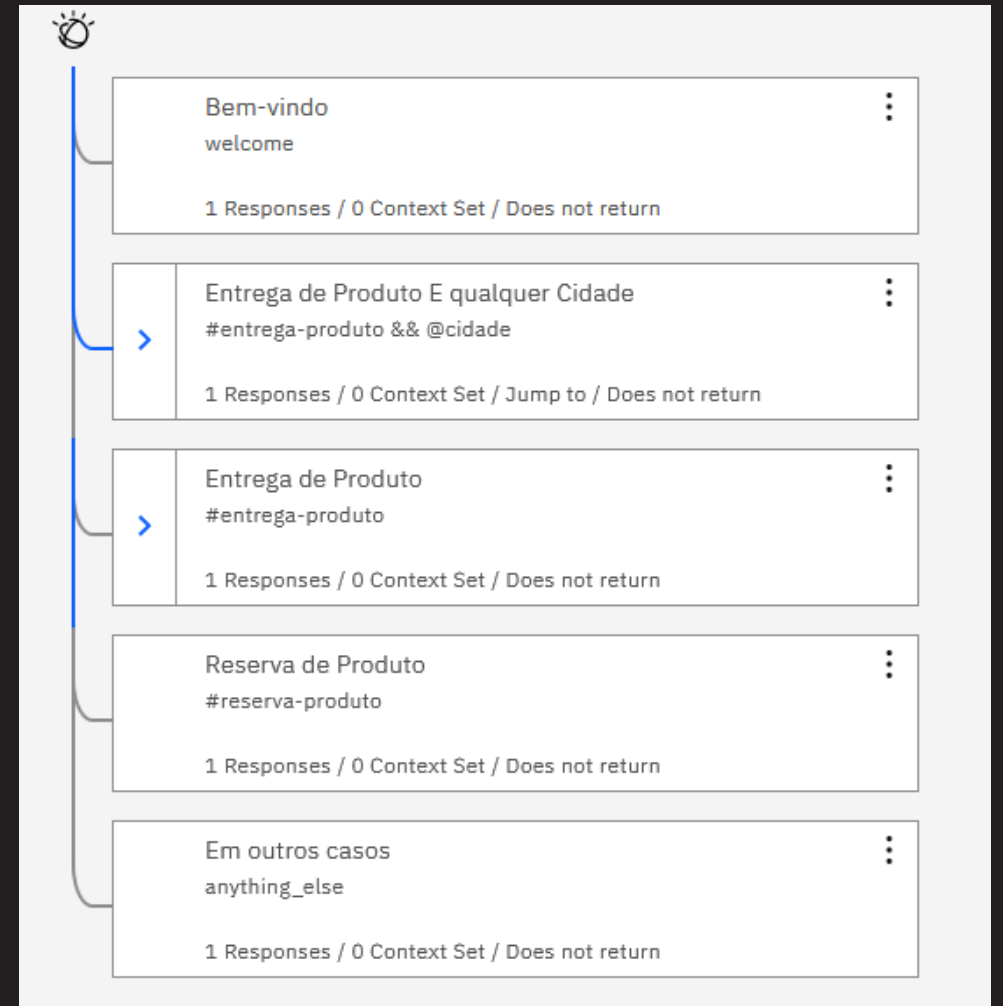 Bem-vindo
welcome
1 Responses / 0 Context Set / Does not return
Entrega de Produto E qualquer Cidade
#entrega-produto && @cidade
1 Responses / 0 Context Set / Jump to / Does not return
Entrega de Produto
#entrega-produto
1 Responses / 0 Context Set / Does not return
Reserva de Produto
#reserva-produto
1 Responses / 0 Context Set / Does not return
Em outros casos
anything_else
1 Responses / 0 Context Set / Does not return